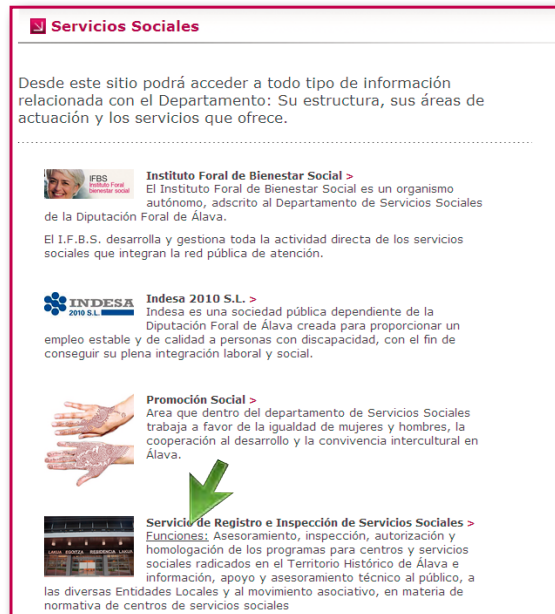 Servicios Sociales
Desde este sitio podrá acceder a todo tipo de información
relacionada con el Departamento: Su estructura, sus áreas de
actuación y los servicios que ofrece.
IFBS
Instituto Foral
bienestar social
Instituto Foral de Bienestar Social >
El Instituto Foral de Bienestar Social es un organismo
autónomo, adscrito al Departamento de Servicios Sociales
de la Diputación Foral de Álava.
El I.F.B.S. desarrolla y gestiona toda la actividad directa de los servicios
sociales que integran la red pública de atención.
INDESA
2010 S.L.
Indesa 2010 S.L. >
Indesa es una sociedad pública dependiente de la
Diputación Foral de Álava creada para proporcionar un
empleo estable y de calidad a personas con discapacidad, con el fin de
conseguir su plena integración laboral y social.
Promoción Social >
Area que dentro del departamento de Servicios Sociales
trabaja a favor de la igualdad de mujeres y hombres, la
cooperación al desarrollo y la convivencia intercultural en
Álava.
LAKUA EGOITZA RESIDENCIA LAKUA
Servicio de Registro e Inspección de Servicios Sociales >
Funciones: Asesoramiento, inspección, autorización y
homologación de los programas para centros y servicios
sociales radicados en el Territorio Histórico de Álava e
información, apoyo y asesoramiento técnico al público, a
las diversas Entidades Locales y al movimiento asociativo, en materia de
normativa de centros de servicios sociales